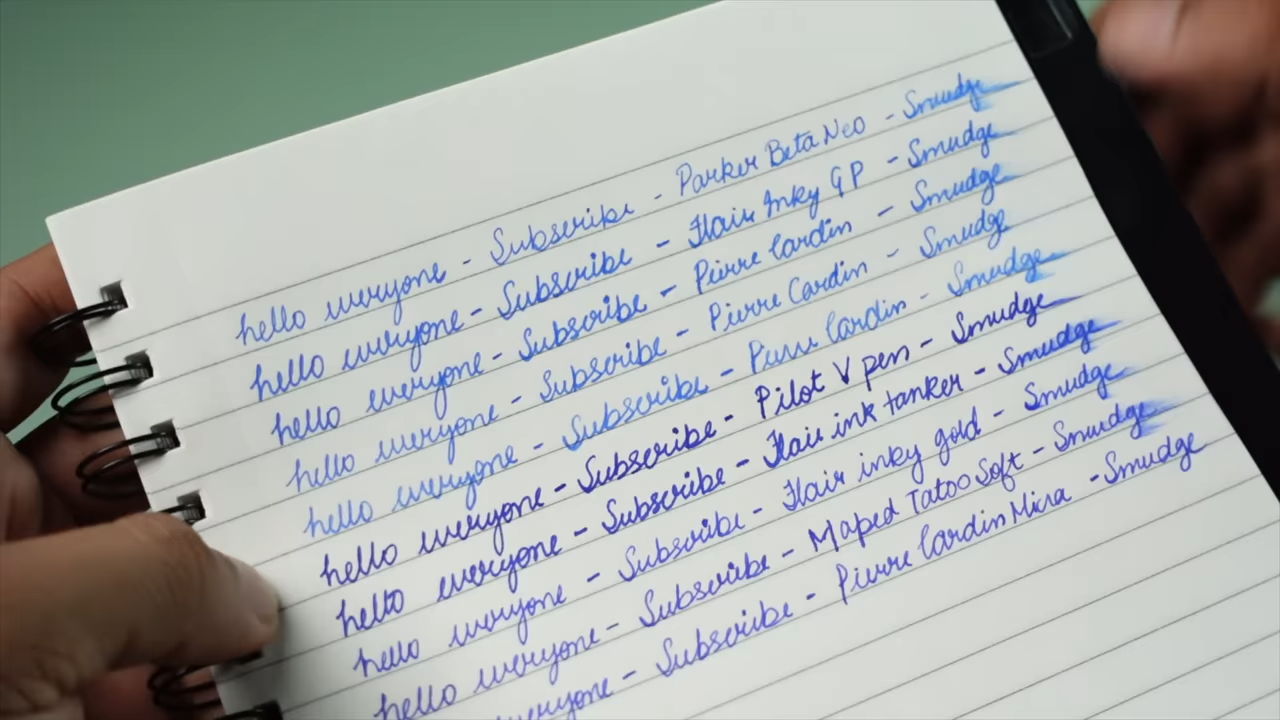 hello everyone - Subscribe - Parker Beta Neo - Smudge
hello everyone - Subscribe - Flair Inky GP - Smudge
hello everyone - Subscribe - Pierre Cardin - Smudge
hello everyone - Subscribe - Pierre Cardin - Smudge
hello everyone - Subscribe - Pierre Cardin - Smudge
hello everyone - Subscribe - Pilot V pen - Smudge
hello everyone - Subscribe - Flair ink tanker - Smudge
hello everyone - Subscribe - Flair inky gold - Smudge
hello everyone - Subscribe - Maped Tatoo Soft - Smudge
everyone - Subscribe - Pierre Cardin Mira - Smudge